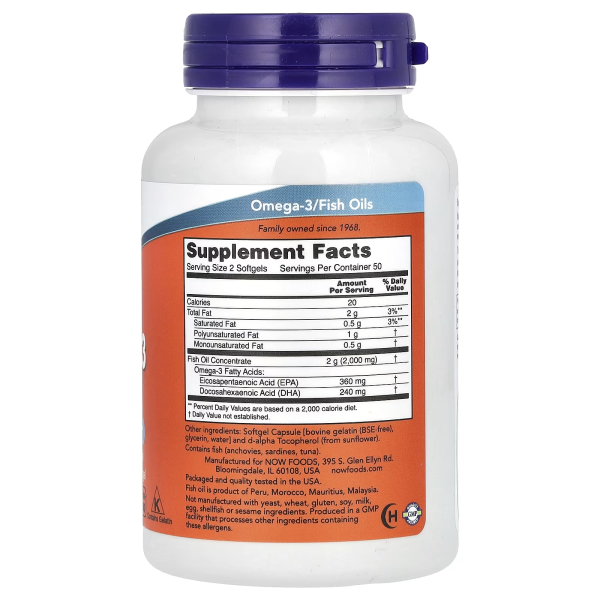 Omega-3/Fish Oils
Family owned since 1968.
Supplement Facts
Serving Size 2 Softgels Servings Per Container 50
Amount Per Serving % Daily Value
Calories 20
Total Fat 2 g 3%**
Saturated Fat 0.5 g 3%**
Polyunsaturated Fat 1 g †
Monounsaturated Fat 0.5 g †
Fish Oil Concentrate 2 g (2,000 mg) †
Omega-3 Fatty Acids:
Eicosapentaenoic Acid (EPA) 360 mg †
Docosahexaenoic Acid (DHA) 240 mg †
** Percent Daily Values are based on a 2,000 calorie diet.
† Daily Value not established.
Other ingredients: Softgel Capsule [bovine gelatin (BSE-free),
glycerin, water] and d-alpha Tocopherol (from sunflower).
Contains fish (anchovies, sardines, tuna).
Manufactured for NOW FOODS, 395 S. Glen Ellyn Rd.
Bloomingdale, IL 60108, USA nowfoods.com
Packaged and quality tested in the USA.
Fish oil is product of Peru, Morocco, Mauritius, Malaysia.
Not manufactured with yeast, wheat, gluten, soy, milk,
egg, shellfish or sesame ingredients. Produced in a GMP
facility that processes other ingredients containing
these allergens.
3
K
Contains Gelatin
H
GMP